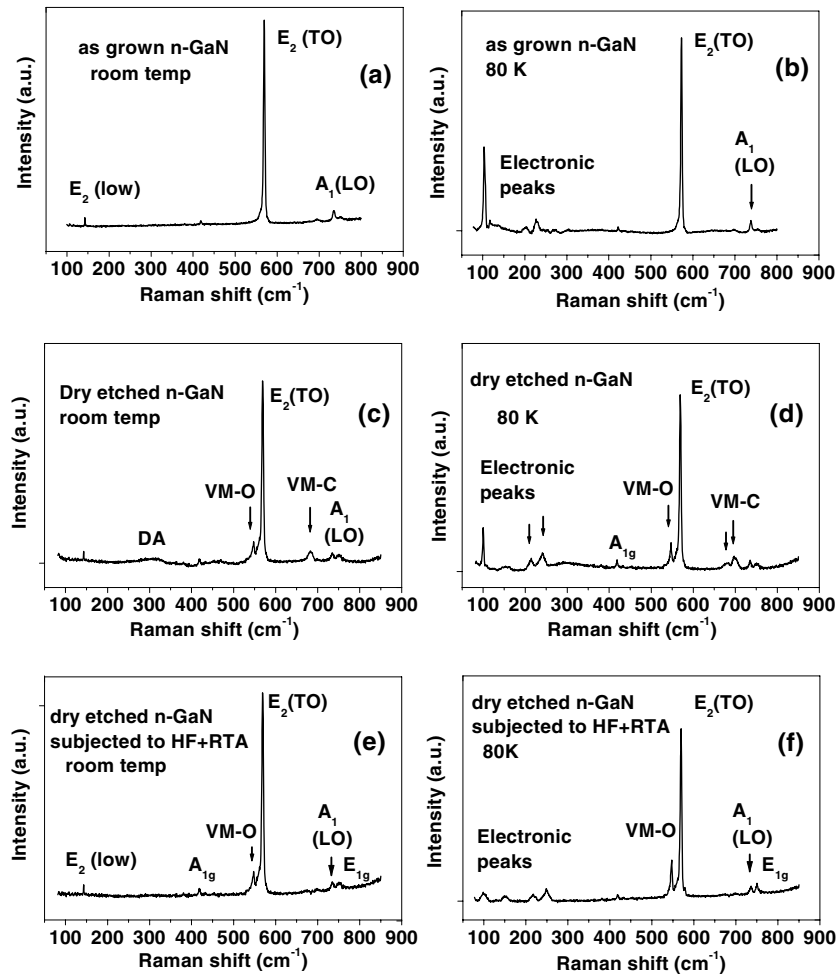 as grown n-GaN
room temp
E2 (TO)
(a)
E2 (low)
A1(LO)
Intensity (a.u.)
100 200 300 400 500 600 700 800 900
Raman shift (cm-1)
as grown n-GaN
80 K
E2(TO)
(b)
Electronic
peaks
A1
(LO)
Intensity (a.u.)
100 200 300 400 500 600 700 800 900
Raman shift (cm-1)
Dry etched n-GaN
room temp
E2(TO)
(c)
VM-O
VM-C
DA
A1
(LO)
Intensity (a.u.)
100 200 300 400 500 600 700 800 900
Raman shift (cm-1)
dry etched n-GaN
80 K
E2(TO)
(d)
Electronic
peaks
VM-O
VM-C
A1g
Intensity (a.u.)
100 200 300 400 500 600 700 800 900
Raman shift (cm-1)
dry etched n-GaN
subjected to HF+RTA
room temp
E2(TO)
(e)
VM-O
A1
(LO)
E2 (low)
A1g
E1g
Intensity (a.u.)
100 200 300 400 500 600 700 800 900
Raman shift (cm-1)
dry etched n-GaN
subjected to HF+RTA
80K
E2(TO)
(f)
VM-O
A1
(LO)
Electronic
peaks
E1g
Intensity (a.u.)
100 200 300 400 500 600 700 800 900
Raman shift (cm-1)